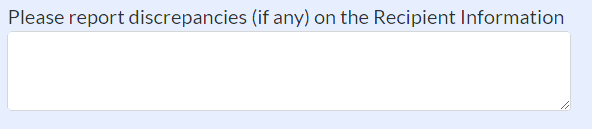 Please report discrepancies (if any) on the Recipient Information